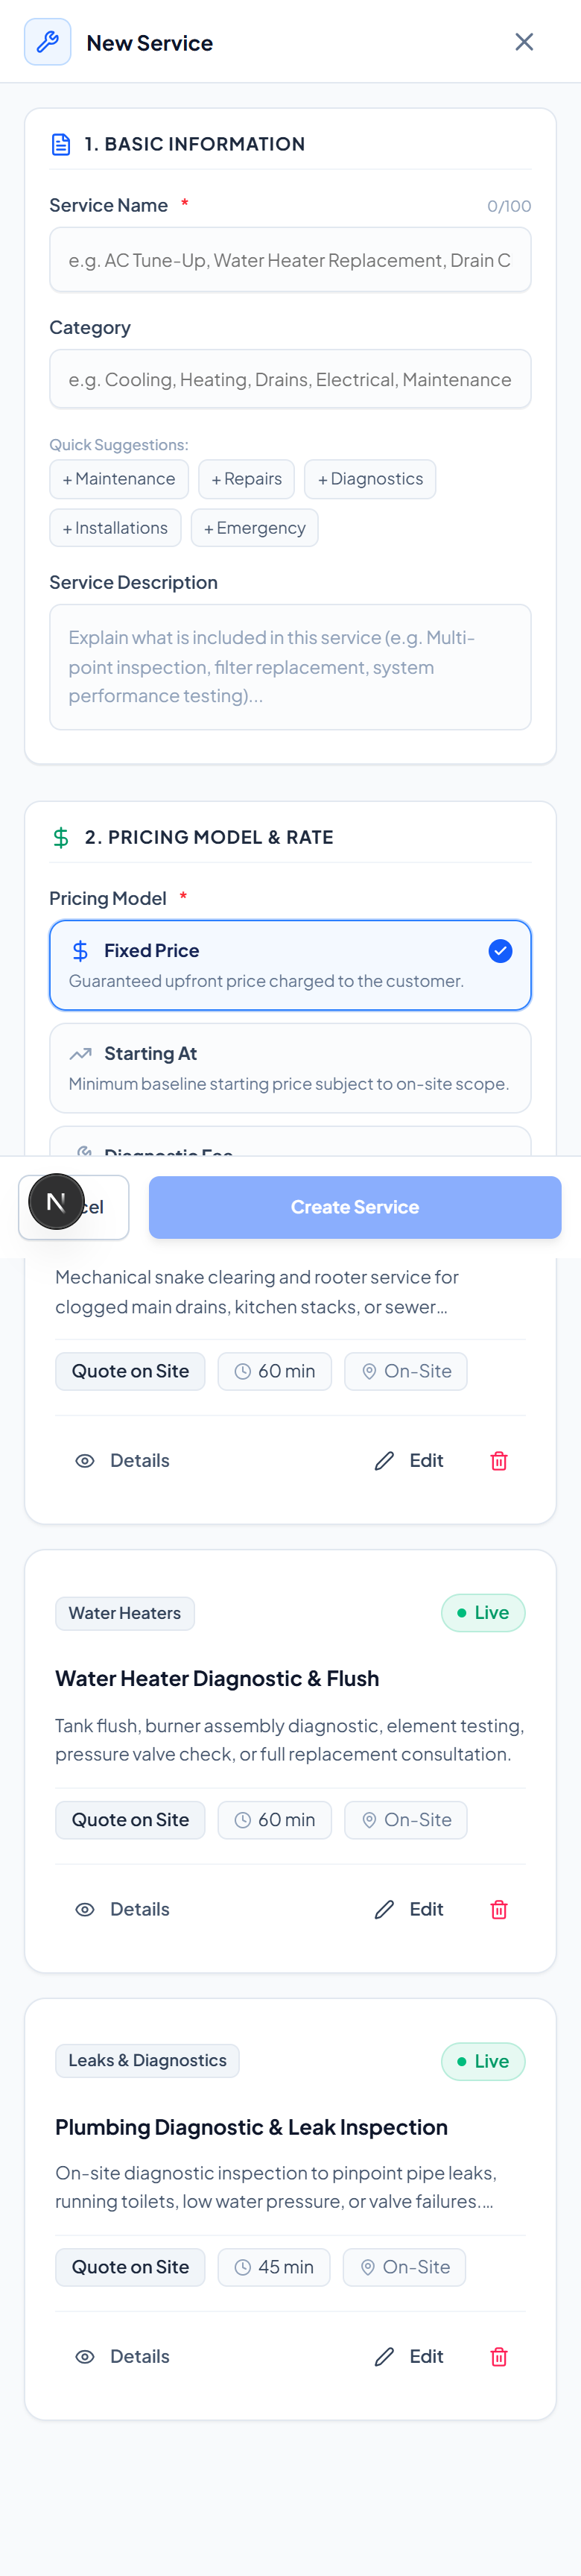 New Service
1. BASIC INFORMATION
Service Name *
0/100
e.g. AC Tune-Up, Water Heater Replacement, Drain C
Category
e.g. Cooling, Heating, Drains, Electrical, Maintenance
Quick Suggestions:
+ Maintenance
+ Repairs
+ Diagnostics
+ Installations
+ Emergency
Service Description
Explain what is included in this service (e.g. Multi-
point inspection, filter replacement, system
performance testing)...
2. PRICING MODEL & RATE
Pricing Model *
Fixed Price
Guaranteed upfront price charged to the customer.
Starting At
Minimum baseline starting price subject to on-site scope.
Diagnostic Fee
N
cel
Create Service
Mechanical snake clearing and rooter service for
clogged main drains, kitchen stacks, or sewer...
Quote on Site
60 min
On-Site
Details
Edit
Water Heaters
Live
Water Heater Diagnostic & Flush
Tank flush, burner assembly diagnostic, element testing,
pressure valve check, or full replacement consultation.
Quote on Site
60 min
On-Site
Details
Edit
Leaks & Diagnostics
Live
Plumbing Diagnostic & Leak Inspection
On-site diagnostic inspection to pinpoint pipe leaks,
running toilets, low water pressure, or valve failures....
Quote on Site
45 min
On-Site
Details
Edit